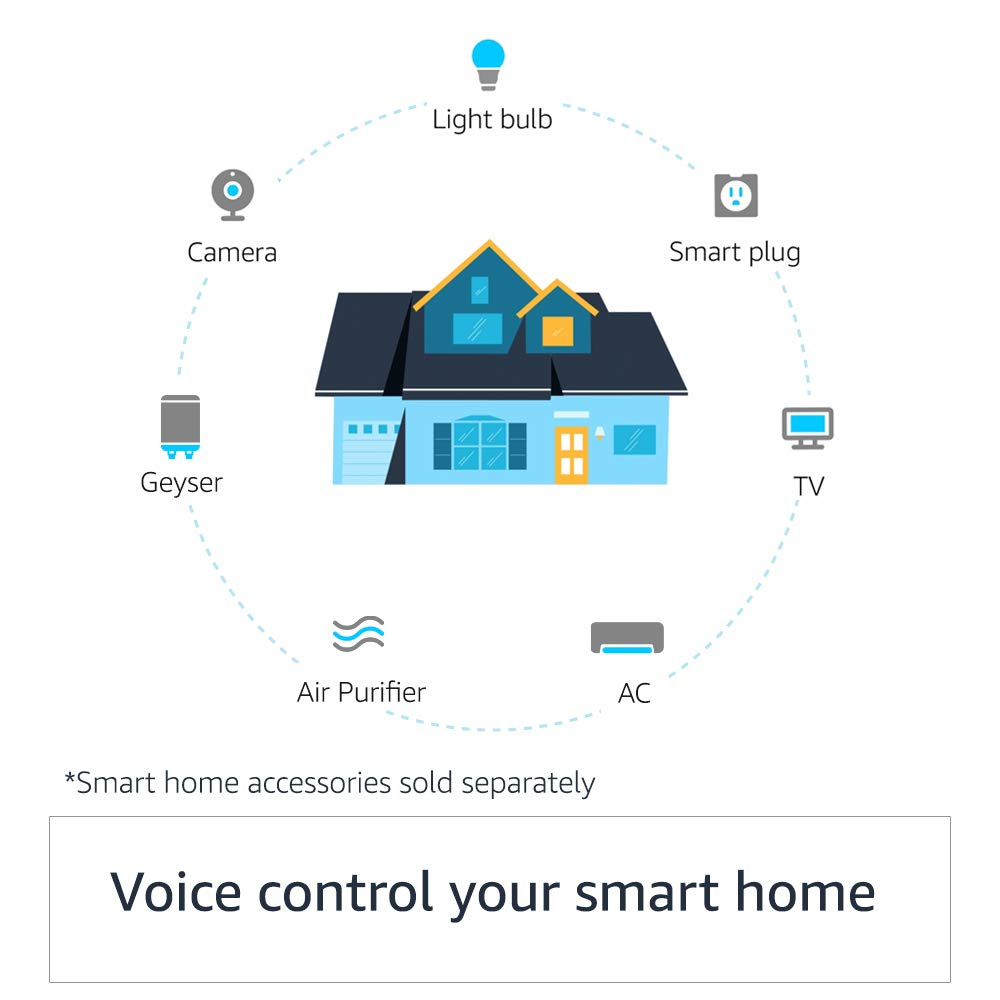 Light bulb
Camera
Smart plug
Geyser
TV
Air Purifier
AC
*Smart home accessories sold separately
Voice control your smart home